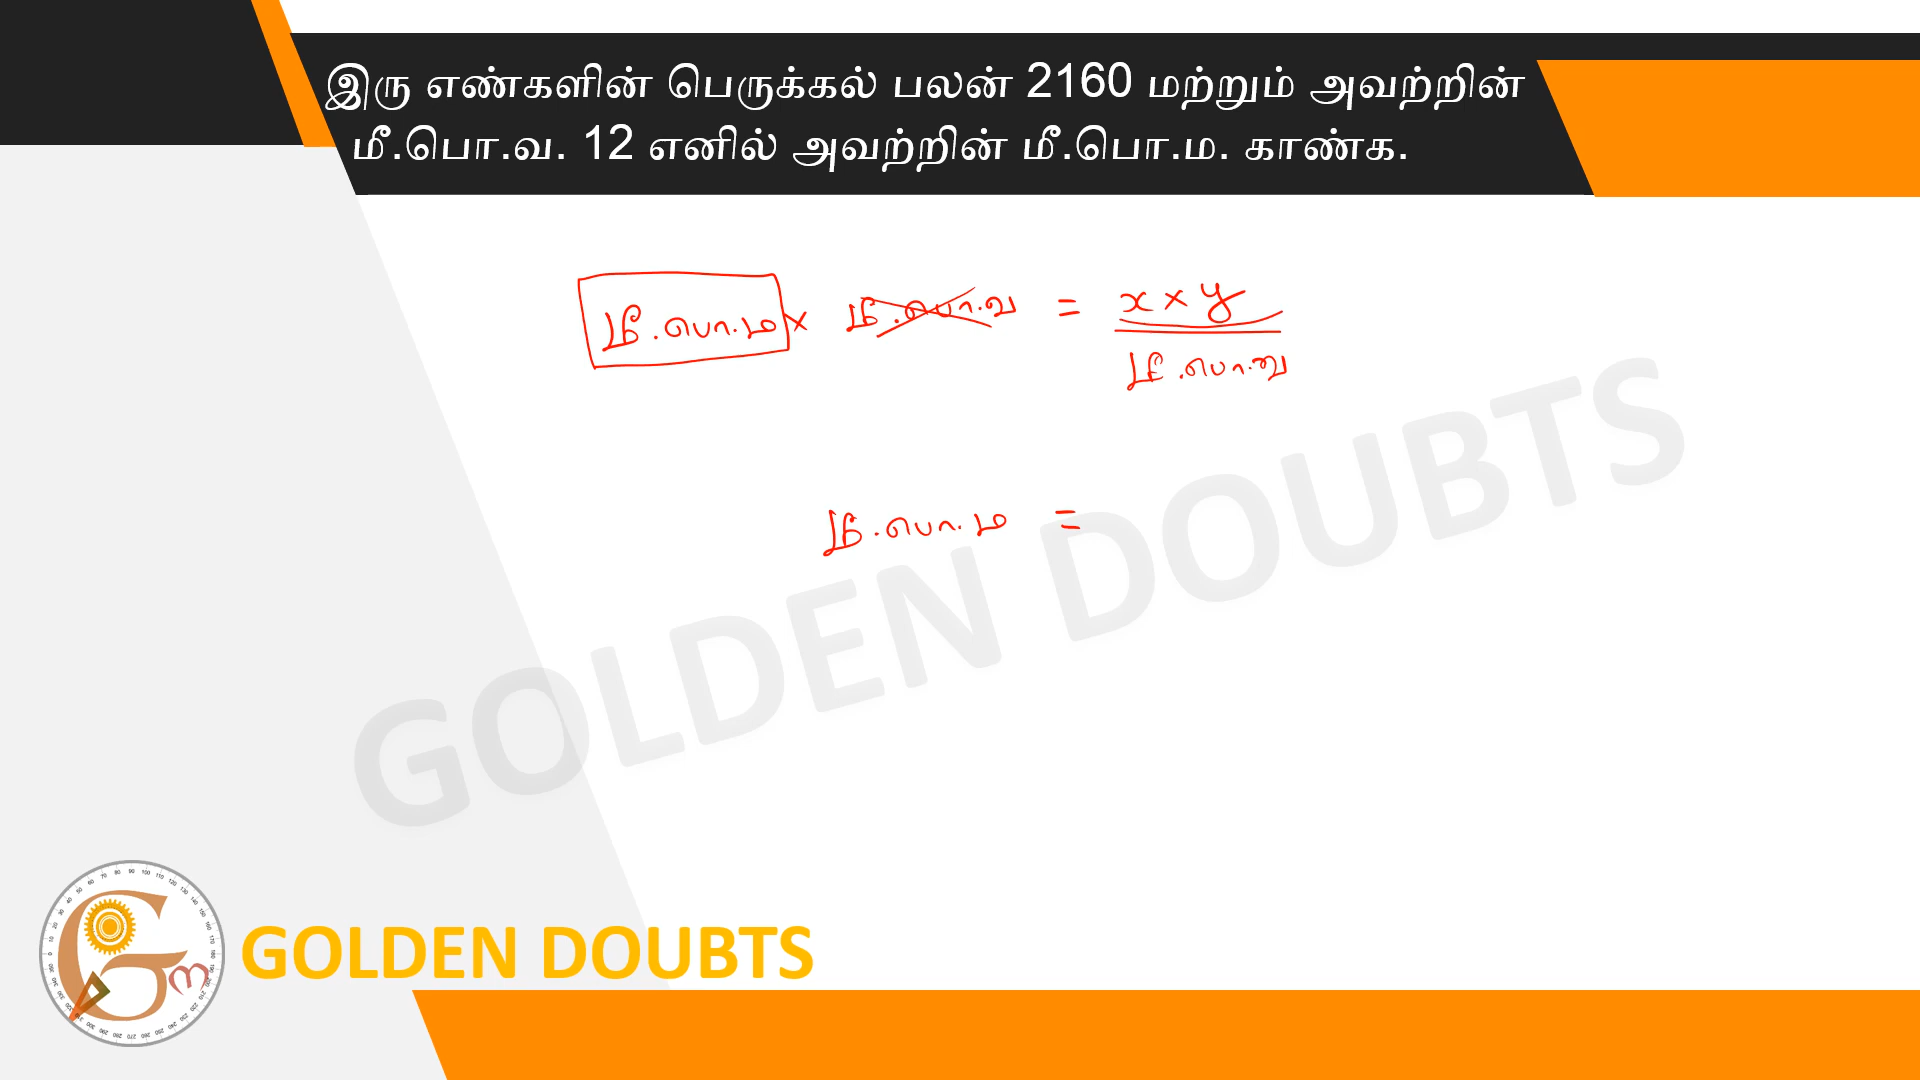 இரு எண்களின் பெருக்கல் பலன் 2160 மற்றும் அவற்றின்
மீ.பொ.வ. 12 எனில் அவற்றின் மீ.பொ.ம. காண்க.
மீ.பொ.ம × மீ.பொ.வ = x × y
மீ.பொ.வ
மீ.பொ.ம =
GOLDEN DOUBTS
GOLDEN DOUBTS